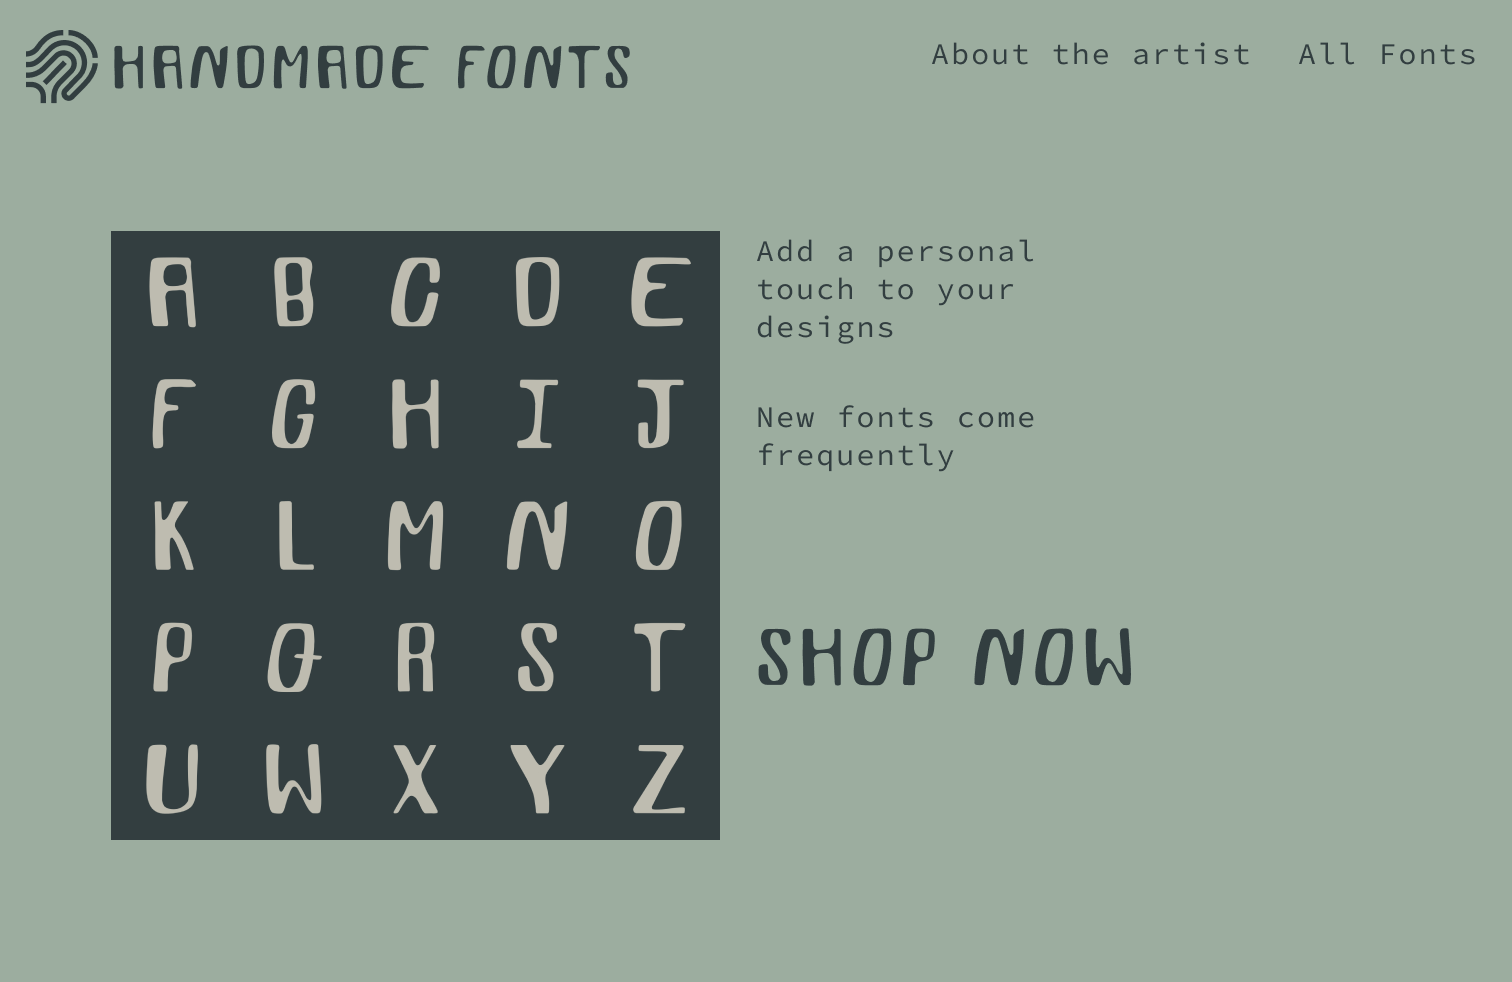 HANDMADE FONTS
About the artist All Fonts
A B C D E
F G H I J
K L M N O
P Q R S T
U W X Y Z
Add a personal
touch to your
designs
New fonts come
frequently
SHOP NOW